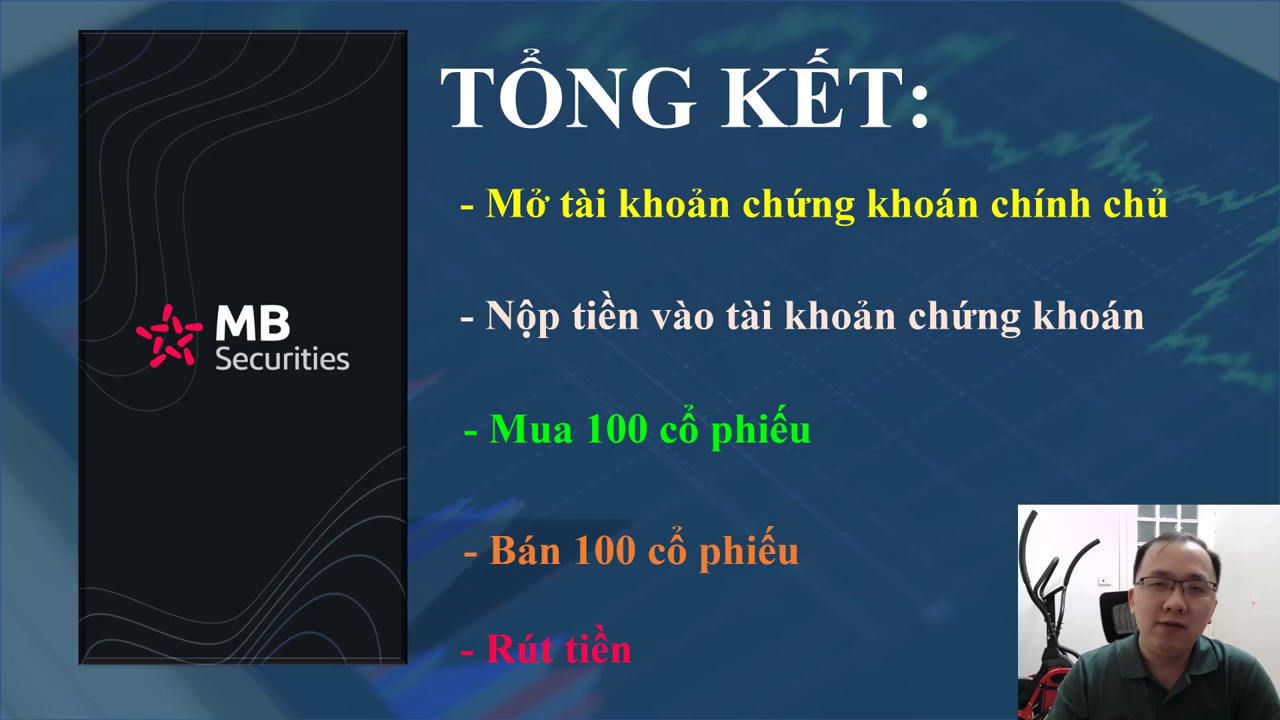 MB
Securities
TỔNG KẾT:
- Mở tài khoản chứng khoán chính chủ
- Nộp tiền vào tài khoản chứng khoán
- Mua 100 cổ phiếu
- Bán 100 cổ phiếu
- Rút tiền